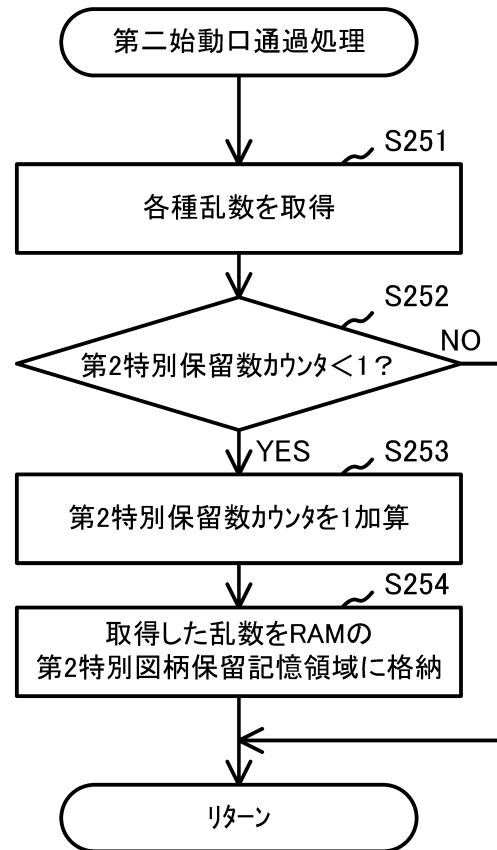 第二始動口通過処理
S251
各種乱数を取得
S252
第2特別保留数カウンタ＜1？
NO
YES
S253
第2特別保留数カウンタを1加算
S254
取得した乱数をRAMの
第2特別図柄保留記憶領域に格納
リターン